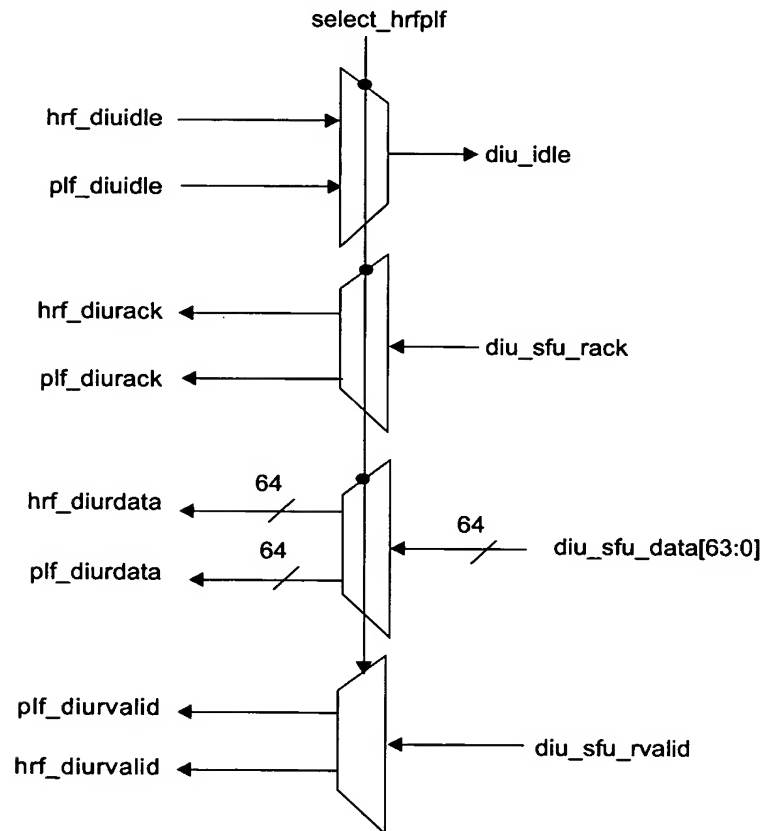 select_hrfplf
hrf_diuidle
diu_idle
plf_diuidle
hrf_diurack
diu_sfu_rack
plf_diurack
64
hrf_diurdata
64
64
diu_sfu_data[63:0]
plf_diurdata
plf_diurvalid
diu_sfu_rvalid
hrf_diurvalid